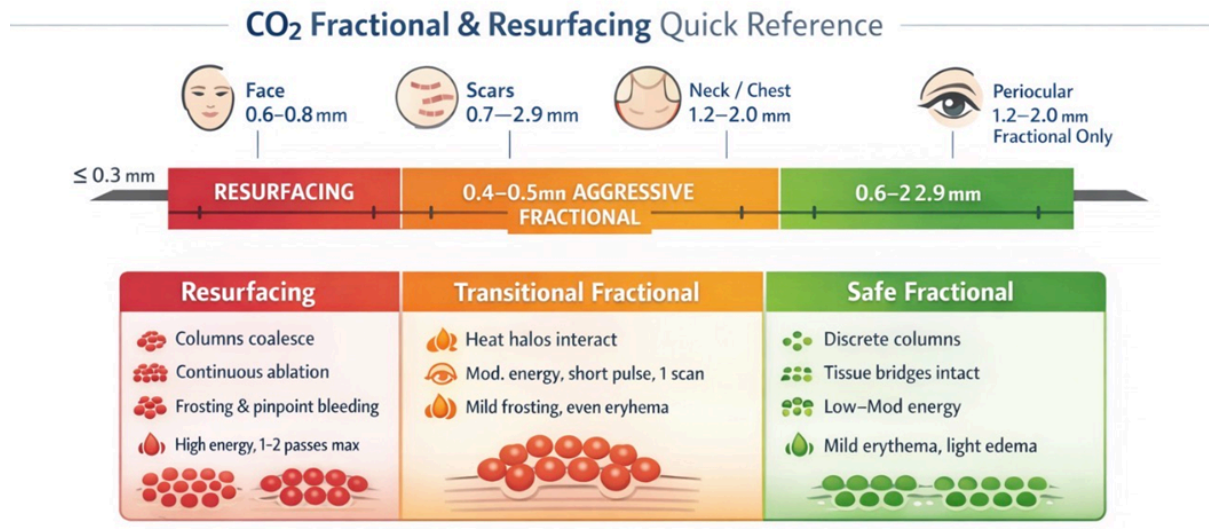 CO₂ Fractional & Resurfacing Quick Reference
Face
0.6–0.8 mm
Scars
0.7—2.9 mm
Neck / Chest
1.2–2.0 mm
Periocular
1.2–2.0 mm
Fractional Only
≤ 0.3 mm
RESURFACING
0.4–0.5mn AGGRESSIVE
FRACTIONAL
0.6–2 2.9 mm
Resurfacing
Columns coalesce
Continuous ablation
Frosting & pinpoint bleeding
High energy, 1-2 passes max
Transitional Fractional
Heat halos interact
Mod. energy, short pulse, 1 scan
Mild frosting, even eryhema
Safe Fractional
Discrete columns
Tissue bridges intact
Low–Mod energy
Mild erythema, light edema